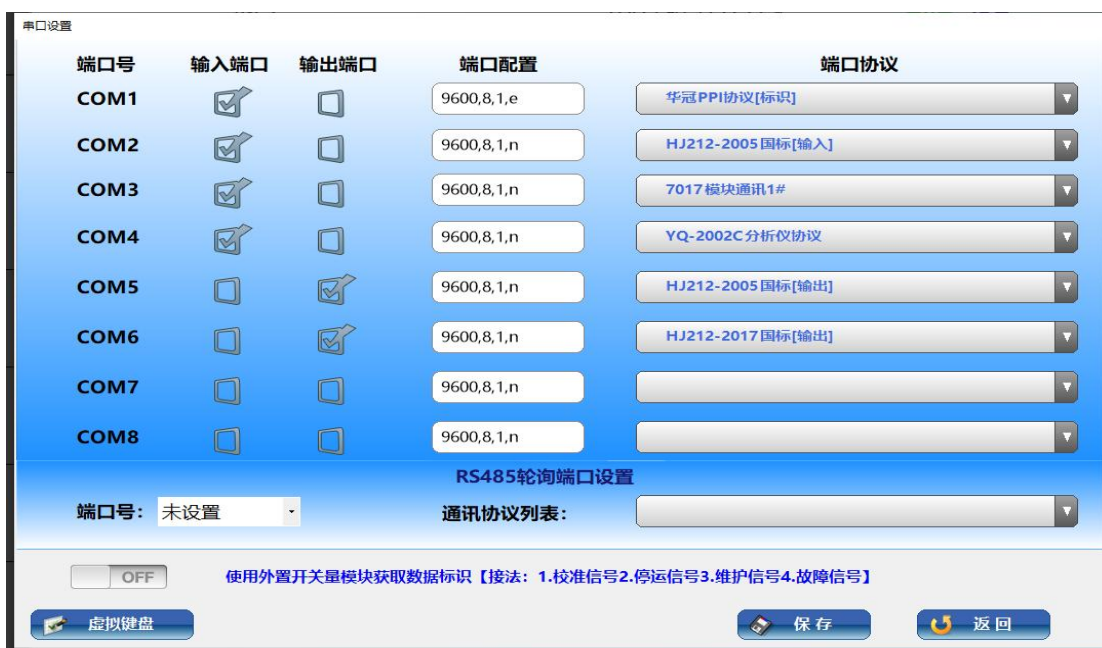 串口设置
端口号 输入端口 输出端口 端口配置 端口协议
COM1 9600,8,1,e 华冠PPI协议[标识]
COM2 9600,8,1,n HJ212-2005国标[输入]
COM3 9600,8,1,n 7017模块通讯1#
COM4 9600,8,1,n YQ-2002C分析仪协议
COM5 9600,8,1,n HJ212-2005国标[输出]
COM6 9600,8,1,n HJ212-2017国标[输出]
COM7 9600,8,1,n
COM8 9600,8,1,n
RS485轮询端口设置
端口号: 未设置 通讯协议列表:
OFF 使用外置开关量模块获取数据标识【接法: 1.校准信号2.停运信号3.维护信号4.故障信号】
虚拟键盘 保存 返回